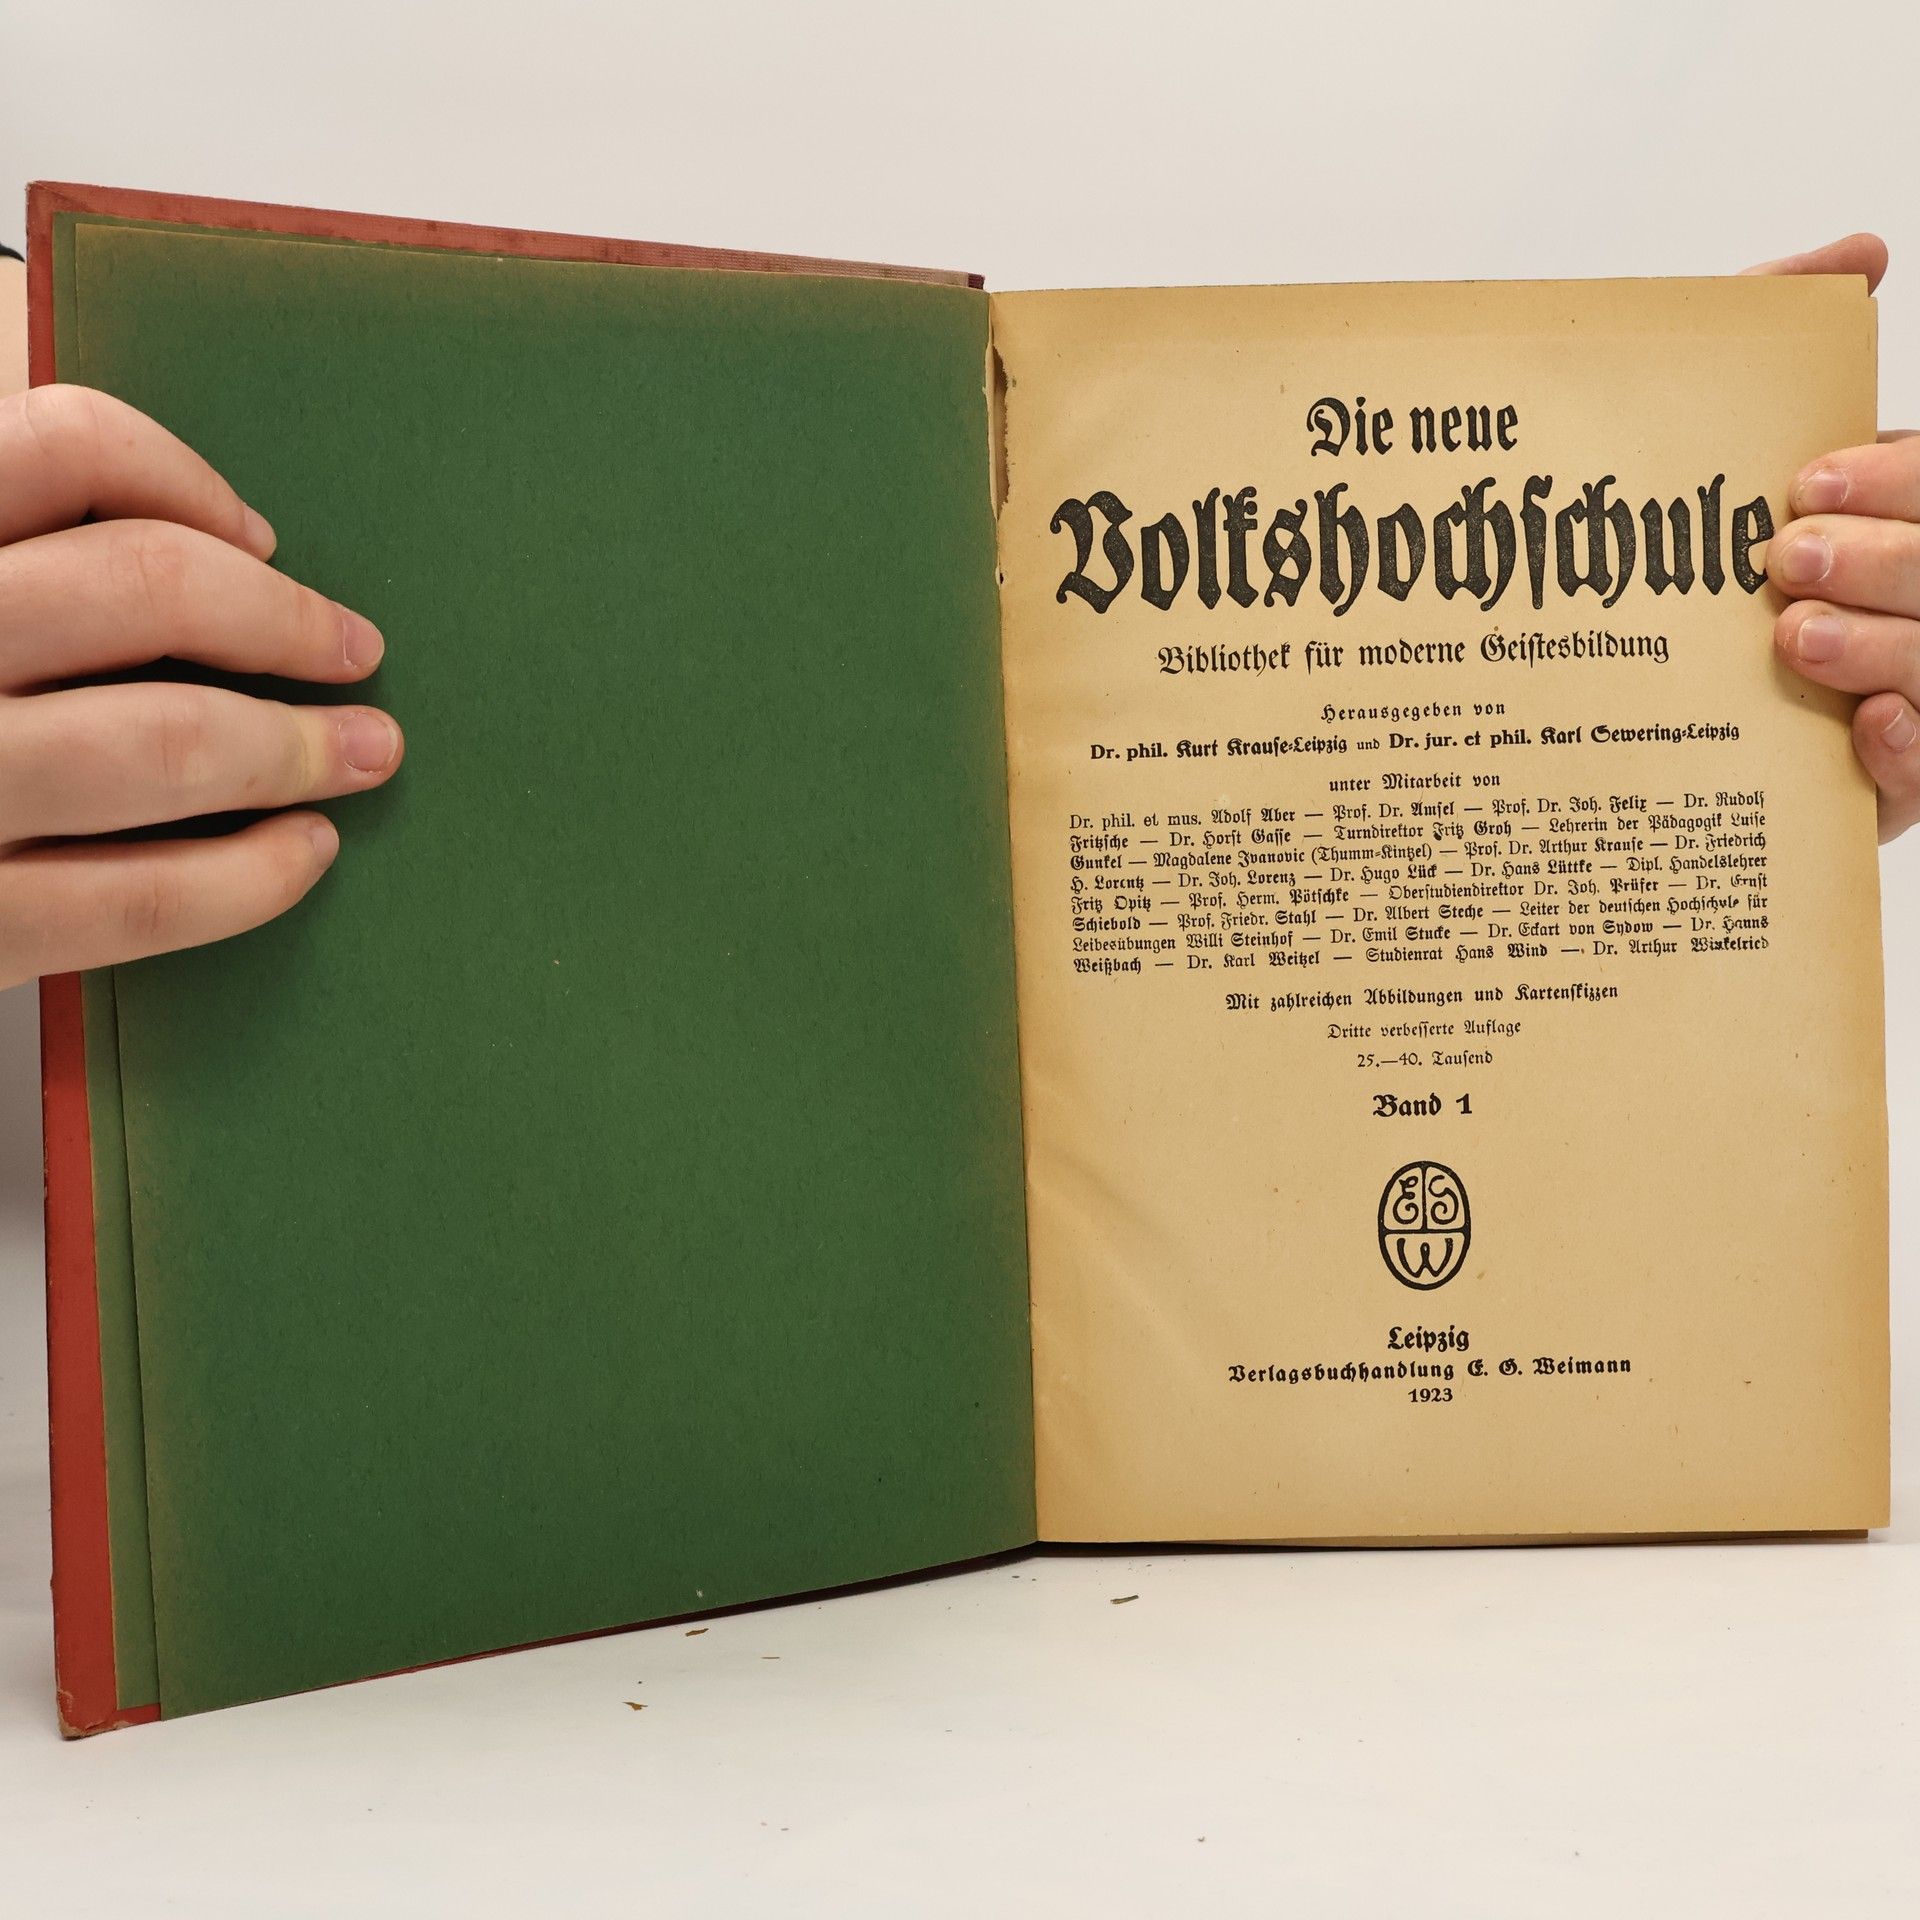 Die neue
Volkshochschule
Bibliothek für moderne Geistesbildung
Herausgegeben von
Dr. phil. Kurt Krause-Leipzig und Dr. jur. et phil. Karl Sewering-Leipzig
unter Mitarbeit von
Dr. phil. et mus. Adolf Aber — Prof. Dr. Amsel — Prof. Dr. Joh. Felix — Dr. Rudolf
Fritzsche — Dr. Horst Gasse — Turndirektor Fritz Groh — Lehrerin der Pädagogik Luise
Gunkel — Magdalene Ivanovic (Thumm-Kintzel) — Prof. Dr. Arthur Krause — Dr. Friedrich
H. Lorentz — Dr. Joh. Lorenz — Dr. Hugo Lück — Dr. Hans Lüttke — Dipl. Handelslehrer
Fritz Opitz — Prof. Herm. Pötschke — Oberstudiendirektor Dr. Joh. Prüfer — Dr. Ernst
Schiebold — Prof. Friedr. Stahl — Dr. Albert Steche — Leiter der deutschen Hochschule für
Leibesübungen Willi Steinhof — Dr. Emil Stucke — Dr. Eckart von Sydow — Dr. Hanns
Weißbach — Dr. Karl Weitzel — Studienrat Hans Wind — Dr. Arthur Winkelried
Mit zahlreichen Abbildungen und Kartenskizzen
Dritte verbesserte Auflage
25.—40. Tausend
Band 1
E G
W
Leipzig
Verlagsbuchhandlung E. G. Weimann
1923